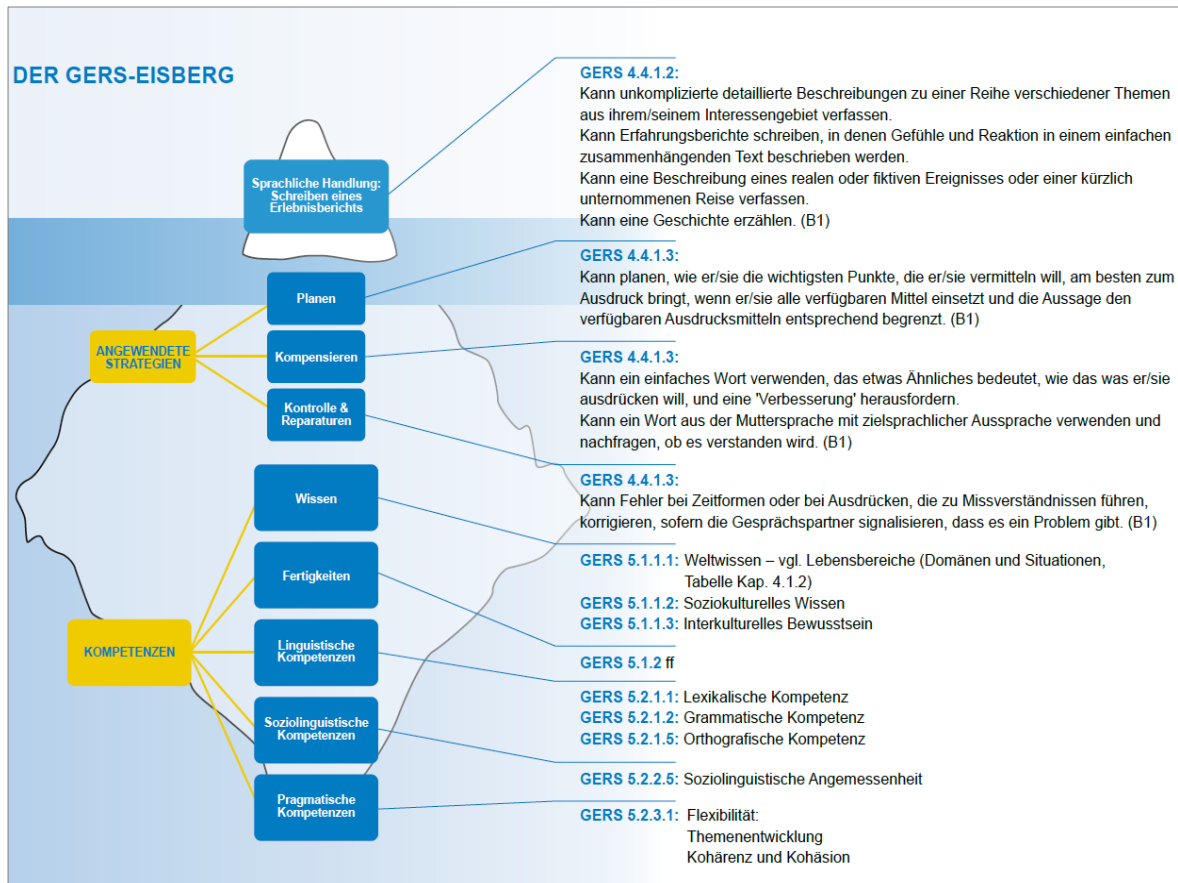 DER GERS-EISBERG
Sprachliche Handlung:
Schreiben eines
Erlebnisberichts
ANGEWENDETE
STRATEGIEN
Planen
Kompensieren
Kontrolle &
Reparaturen
KOMPETENZEN
Wissen
Fertigkeiten
Linguistische
Kompetenzen
Soziolinguistische
Kompetenzen
Pragmatische
Kompetenzen
GERS 4.4.1.2:
Kann unkomplizierte detaillierte Beschreibungen zu einer Reihe verschiedener Themen
aus ihrem/seinem Interessengebiet verfassen.
Kann Erfahrungsberichte schreiben, in denen Gefühle und Reaktion in einem einfachen
zusammenhängenden Text beschrieben werden.
Kann eine Beschreibung eines realen oder fiktiven Ereignisses oder einer kürzlich
unternommenen Reise verfassen.
Kann eine Geschichte erzählen. (B1)
GERS 4.4.1.3:
Kann planen, wie er/sie die wichtigsten Punkte, die er/sie vermitteln will, am besten zum
Ausdruck bringt, wenn er/sie alle verfügbaren Mittel einsetzt und die Aussage den
verfügbaren Ausdrucksmitteln entsprechend begrenzt. (B1)
GERS 4.4.1.3:
Kann ein einfaches Wort verwenden, das etwas Ähnliches bedeutet, wie das was er/sie
ausdrücken will, und eine 'Verbesserung' herausfordern.
Kann ein Wort aus der Muttersprache mit zielsprachlicher Aussprache verwenden und
nachfragen, ob es verstanden wird. (B1)
GERS 4.4.1.3:
Kann Fehler bei Zeitformen oder bei Ausdrücken, die zu Missverständnissen führen,
korrigieren, sofern die Gesprächspartner signalisieren, dass es ein Problem gibt. (B1)
GERS 5.1.1.1: Weltwissen – vgl. Lebensbereiche (Domänen und Situationen,
Tabelle Kap. 4.1.2)
GERS 5.1.1.2: Soziokulturelles Wissen
GERS 5.1.1.3: Interkulturelles Bewusstsein
GERS 5.1.2 ff
GERS 5.2.1.1: Lexikalische Kompetenz
GERS 5.2.1.2: Grammatische Kompetenz
GERS 5.2.1.5: Orthografische Kompetenz
GERS 5.2.2.5: Soziolinguistische Angemessenheit
GERS 5.2.3.1: Flexibilität:
Themenentwicklung
Kohärenz und Kohäsion